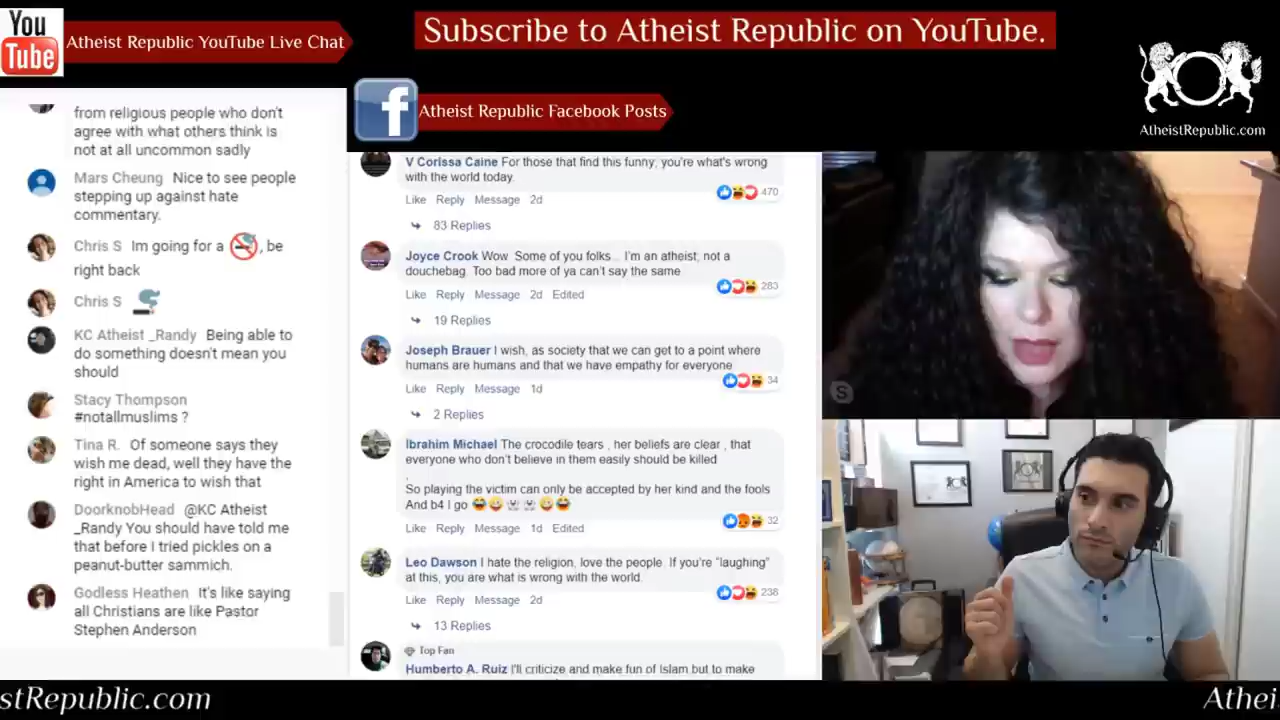 You
Tube
Atheist Republic YouTube Live Chat
Subscribe to Atheist Republic on YouTube.
AtheistRepublic.com
f
Atheist Republic Facebook Posts
from religious people who don't
agree with what others think is
not at all uncommon sadly
Mars Cheung Nice to see people
stepping up against hate
commentary.
Chris S Im going for a , be
right back
Chris S
KC Atheist _Randy Being able to
do something doesn't mean you
should
Stacy Thompson
#notallmuslims ?
Tina R. Of someone says they
wish me dead, well they have the
right in America to wish that
DoorknobHead @KC Atheist
_Randy You should have told me
that before I tried pickles on a
peanut-butter sammich.
Godless Heathen It's like saying
all Christians are like Pastor
Stephen Anderson
V Corissa Caine For those that find this funny, you're what's wrong
with the world today.
470
Like Reply Message 2d
83 Replies
Joyce Crook Wow Some of you folks... I'm an atheist, not a
douchebag. Too bad more of ya can't say the same
283
Like Reply Message 2d Edited
19 Replies
Joseph Brauer I wish, as society that we can get to a point where
humans are humans and that we have empathy for everyone
34
Like Reply Message 1d
2 Replies
Ibrahim Michael The crocodile tears , her beliefs are clear , that
everyone who don't believe in them easily should be killed
.
So playing the victim can only be accepted by her kind and the fools
And b4 I go 😂🤪☠️☠️🤪😂
32
Like Reply Message 1d Edited
Leo Dawson I hate the religion, love the people. If you're "laughing"
at this, you are what is wrong with the world.
238
Like Reply Message 2d
13 Replies
Top Fan
Humberto A. Ruiz I'll criticize and make fun of Islam but to make
S
stRepublic.com
Athei